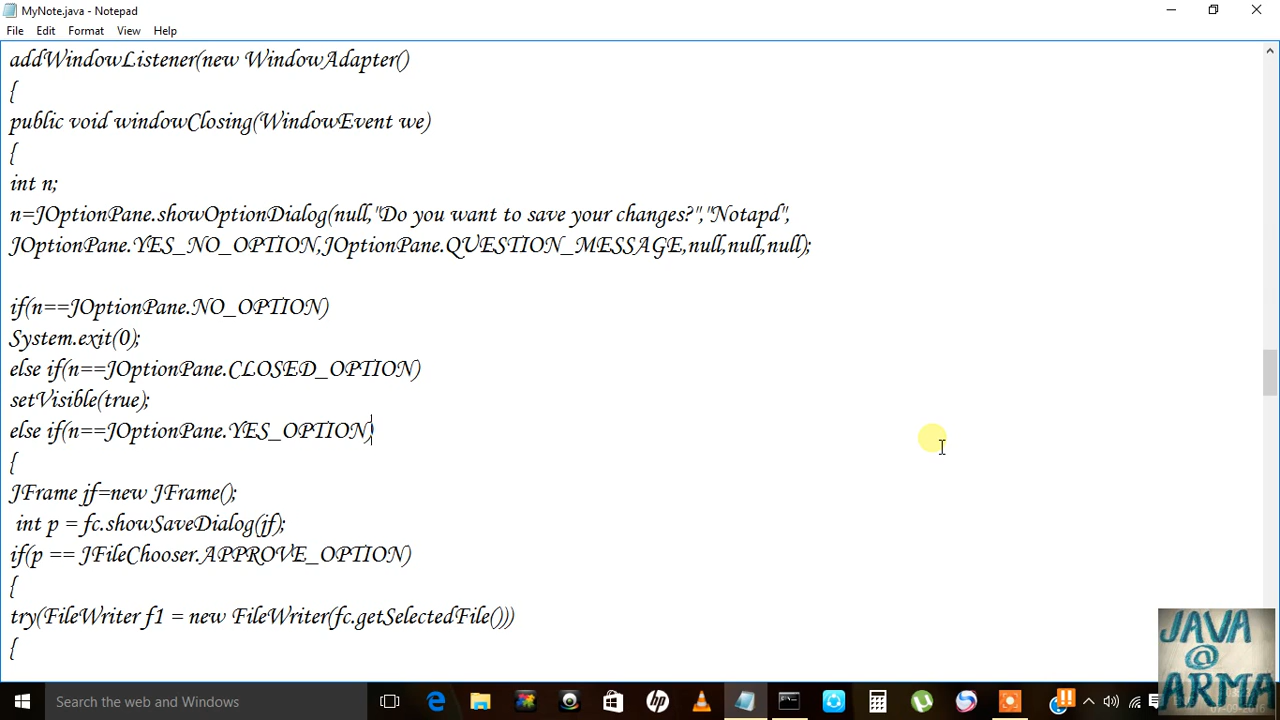 MyNote.java - Notepad
File Edit Format View Help
addWindowListener(new WindowAdapter()
{
public void windowClosing(WindowEvent we)
{
int n;
n=JOptionPane.showOptionDialog(null,"Do you want to save your changes?","Notapd",
JOptionPane.YES_NO_OPTION,JOptionPane.QUESTION_MESSAGE,null,null,null);
if(n==JOptionPane.NO_OPTION)
System.exit(0);
else if(n==JOptionPane.CLOSED_OPTION)
setVisible(true);
else if(n==JOptionPane.YES_OPTION)
{
JFrame jf=new JFrame();
int p = fc.showSaveDialog(jf);
if(p == JFileChooser.APPROVE_OPTION)
{
try(FileWriter f1 = new FileWriter(fc.getSelectedFile()))
{
JAVA
@
ARMA
Search the web and Windows